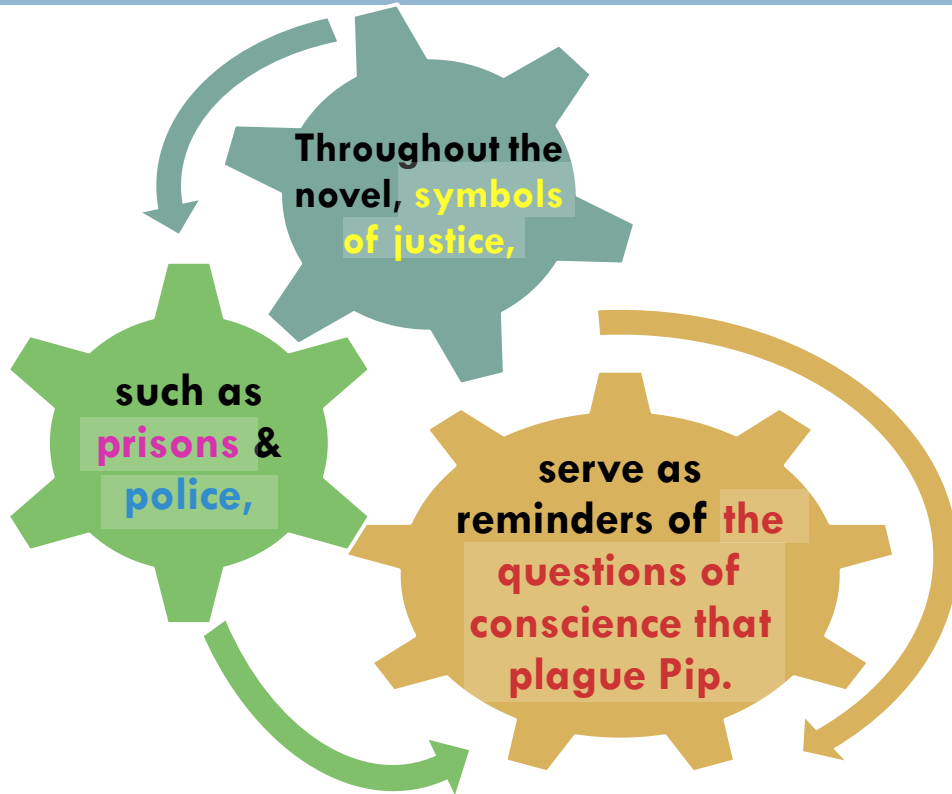 Throughout the
novel, symbols
of justice,
such as
prisons &
police,
serve as
reminders of the
questions of
conscience that
plague Pip.